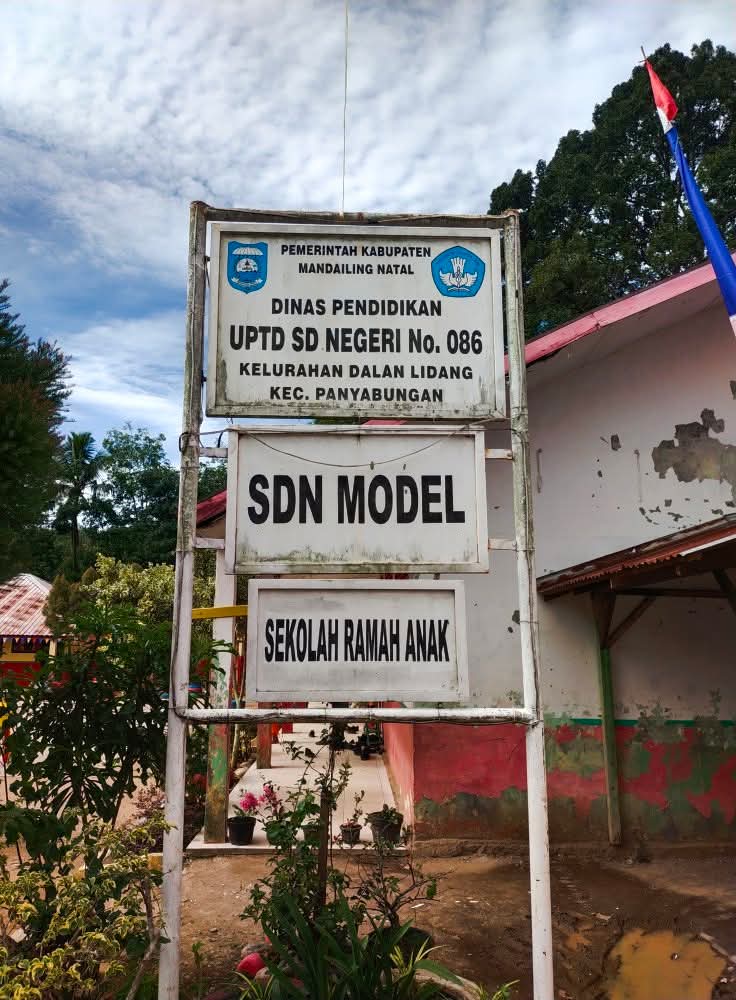 PEMERINTAH KABUPATEN
MANDAILING NATAL
DINAS PENDIDIKAN
UPTD SD NEGERI No. 086
KELURAHAN DALAN LIDANG
KEC. PANYABUNGAN
SDN MODEL
SEKOLAH RAMAH ANAK